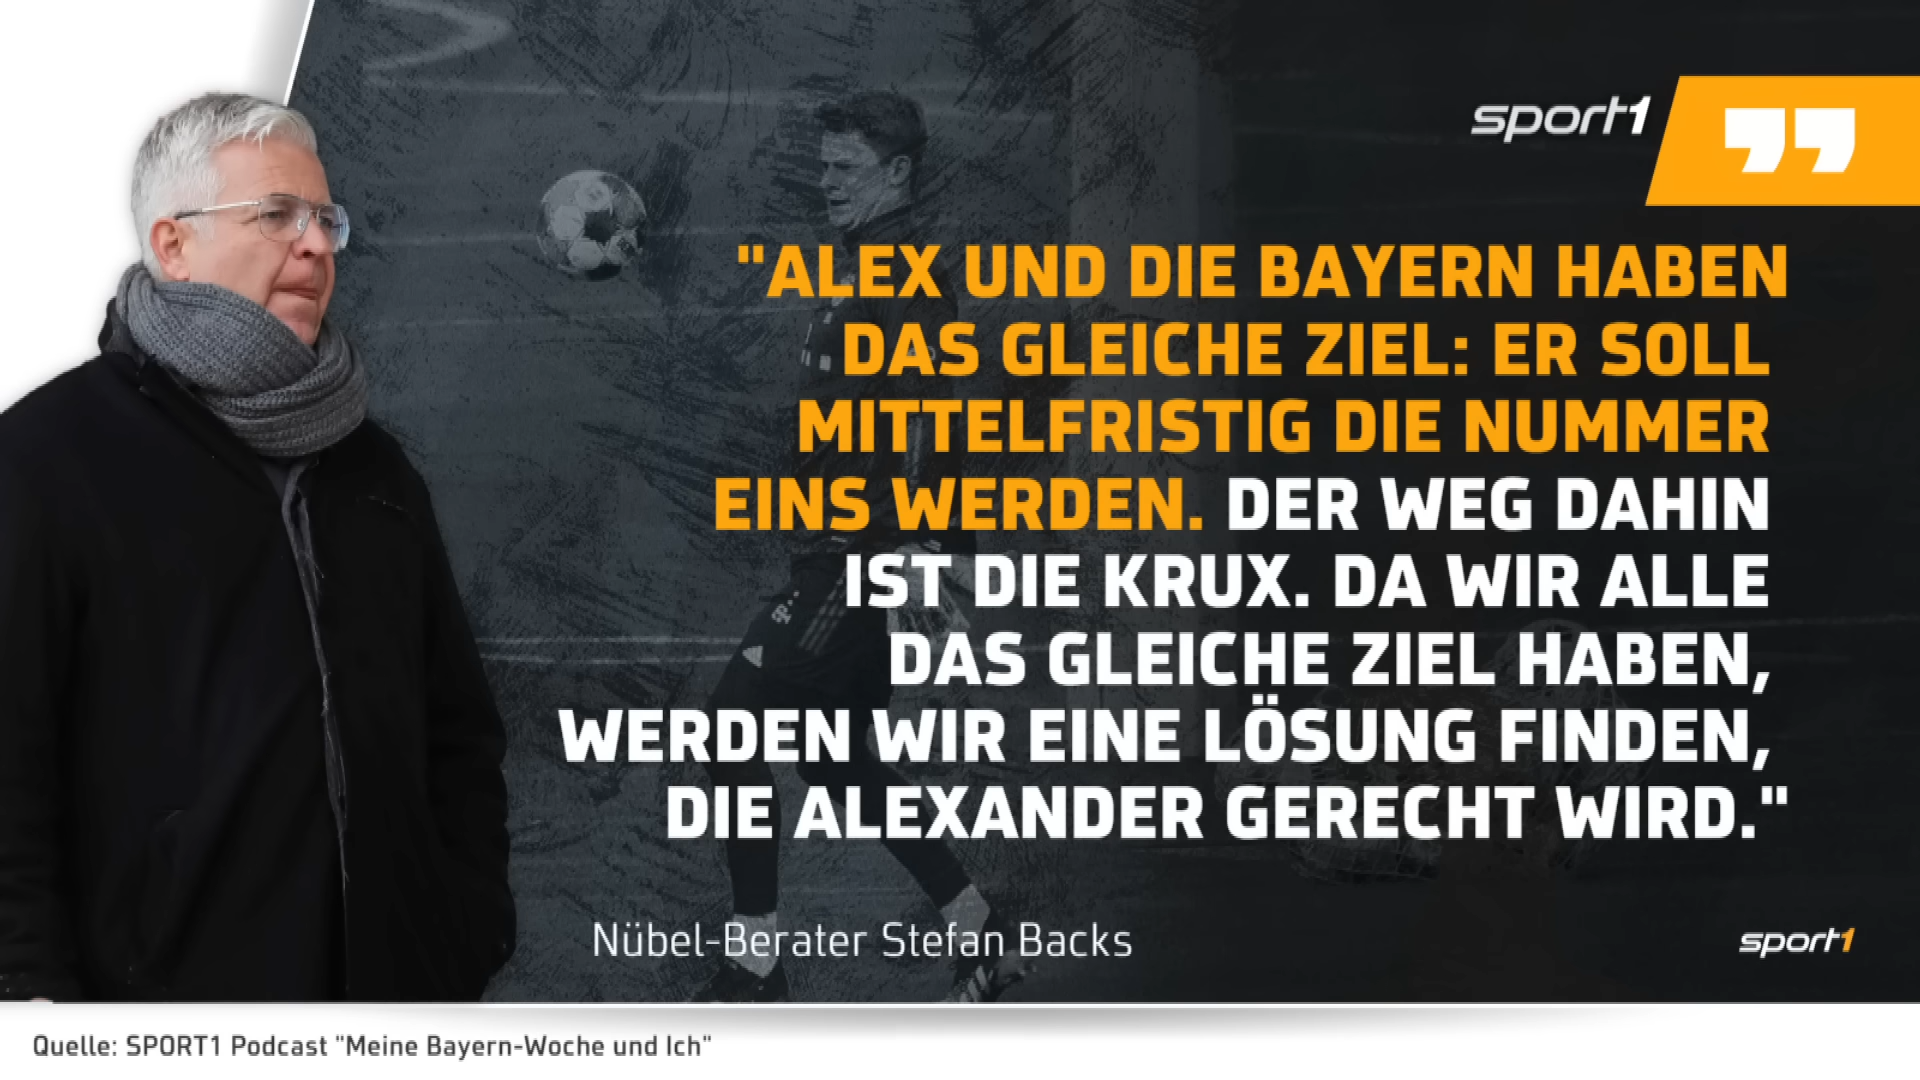 sport1
"ALEX UND DIE BAYERN HABEN
DAS GLEICHE ZIEL: ER SOLL
MITTELFRISTIG DIE NUMMER
EINS WERDEN. DER WEG DAHIN
IST DIE KRUX. DA WIR ALLE
DAS GLEICHE ZIEL HABEN,
WERDEN WIR EINE LÖSUNG FINDEN,
DIE ALEXANDER GERECHT WIRD."
Nübel-Berater Stefan Backs
sport1
Quelle: SPORT1 Podcast "Meine Bayern-Woche und Ich"